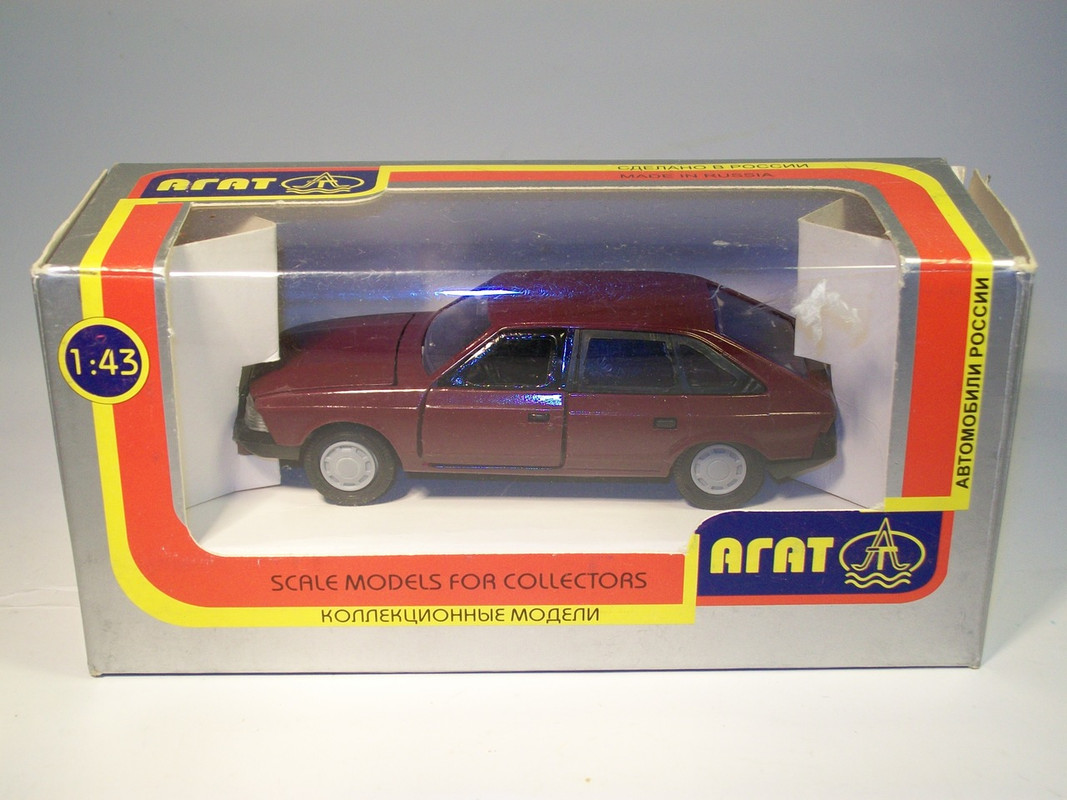 АГАТ
СДЕЛАНО В РОССИИ
MADE IN RUSSIA
1:43
АВТОМОБИЛИ РОССИИ
АГАТ
SCALE MODELS FOR COLLECTORS
КОЛЛЕКЦИОННЫЕ МОДЕЛИ